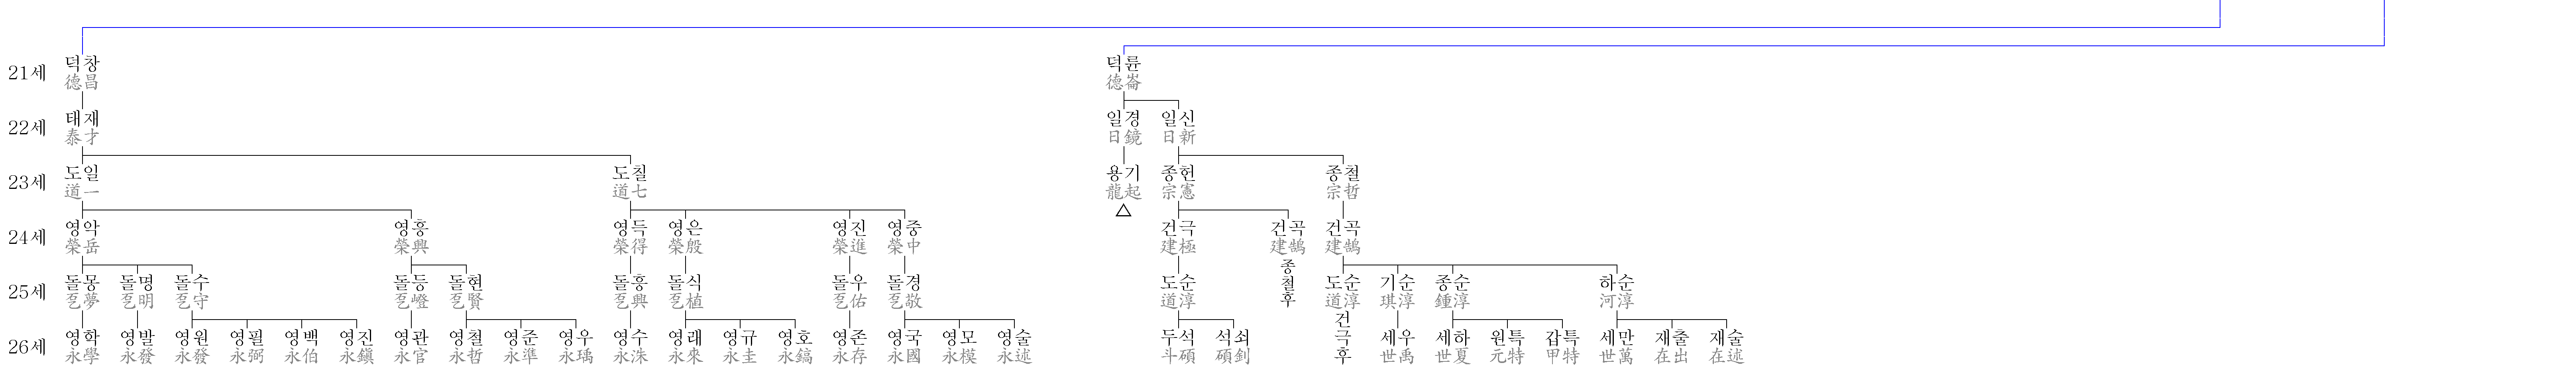 21세 덕창 덕륜
德昌 德崙
22세 태재 일경 일신
泰才 日鏡 日新
23세 도일 도칠 용기 종헌 종철
道一 道七 龍起 宗憲 宗哲
△
24세 영악 영흥 영득 영은 영진 영중 건극 건곡 건곡
榮岳 榮興 榮得 榮殷 榮進 榮中 建極 建鵠 建鵠
종철후
25세 돌몽 돌명 돌수 돌등 돌현 돌흥 돌식 돌우 돌경 도순 도순 기순 종순 하순
乭夢 乭明 乭守 乭嶝 乭賢 乭興 乭植 乭佑 乭敬 道淳 道淳 琪淳 鍾淳 河淳
건극후
26세 영학 영발 영원 영필 영백 영진 영관 영철 영준 영우 영수 영래 영규 영호 영존 영국 영모 영술 두석 석쇠 세우 세하 원특 갑특 세만 재출 재술
永學 永發 永發 永弼 永伯 永鎭 永官 永哲 永準 永瑀 永洙 永來 永圭 永鎬 永存 永國 永模 永述 斗碩 碩釗 世禹 世夏 元特 甲特 世萬 在出 在述